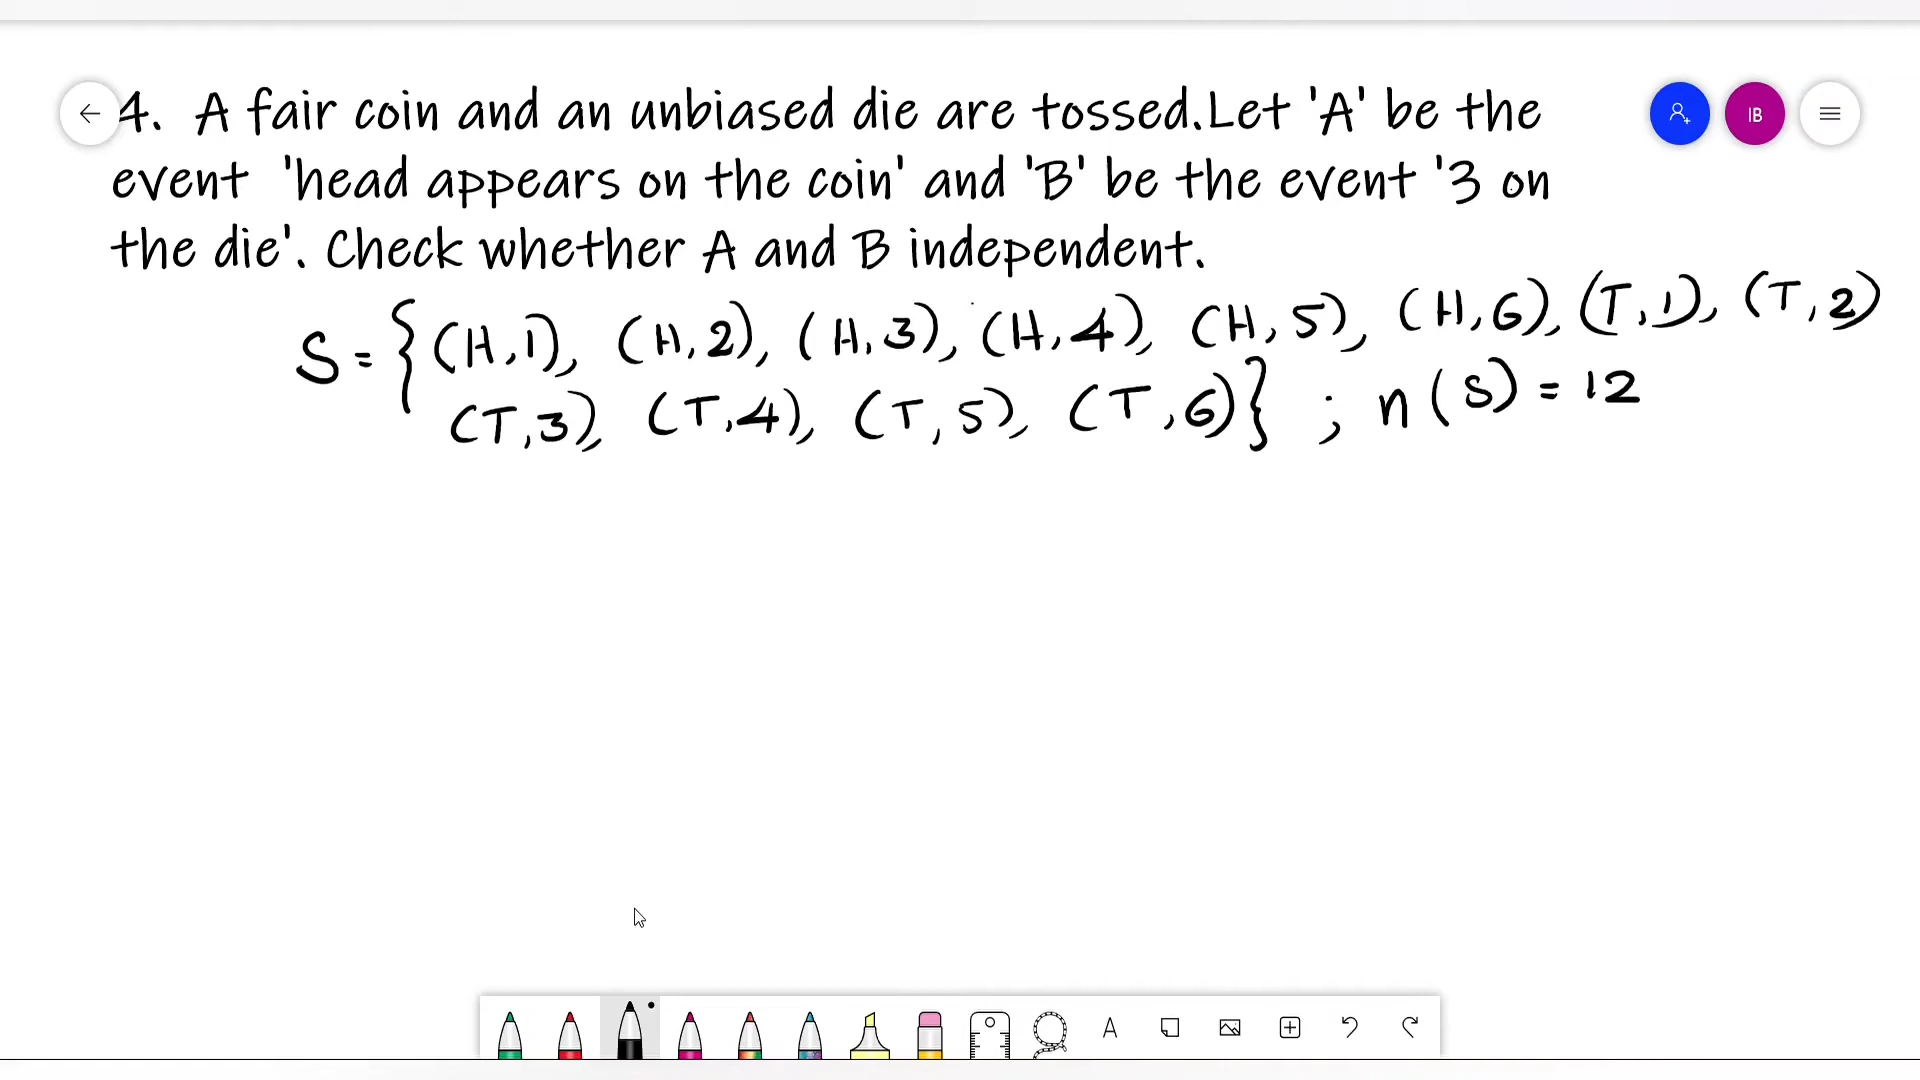 4. A fair coin and an unbiased die are tossed.Let 'A' be the
event 'head appears on the coin' and 'B' be the event '3 on
the die'. Check whether A and B independent.
S = {(H,1), (H,2), (H,3), (H,4), (H,5), (H,6), (T,1), (T,2)
(T,3), (T,4), (T,5), (T,6)} ; n(S) = 12
IB
A